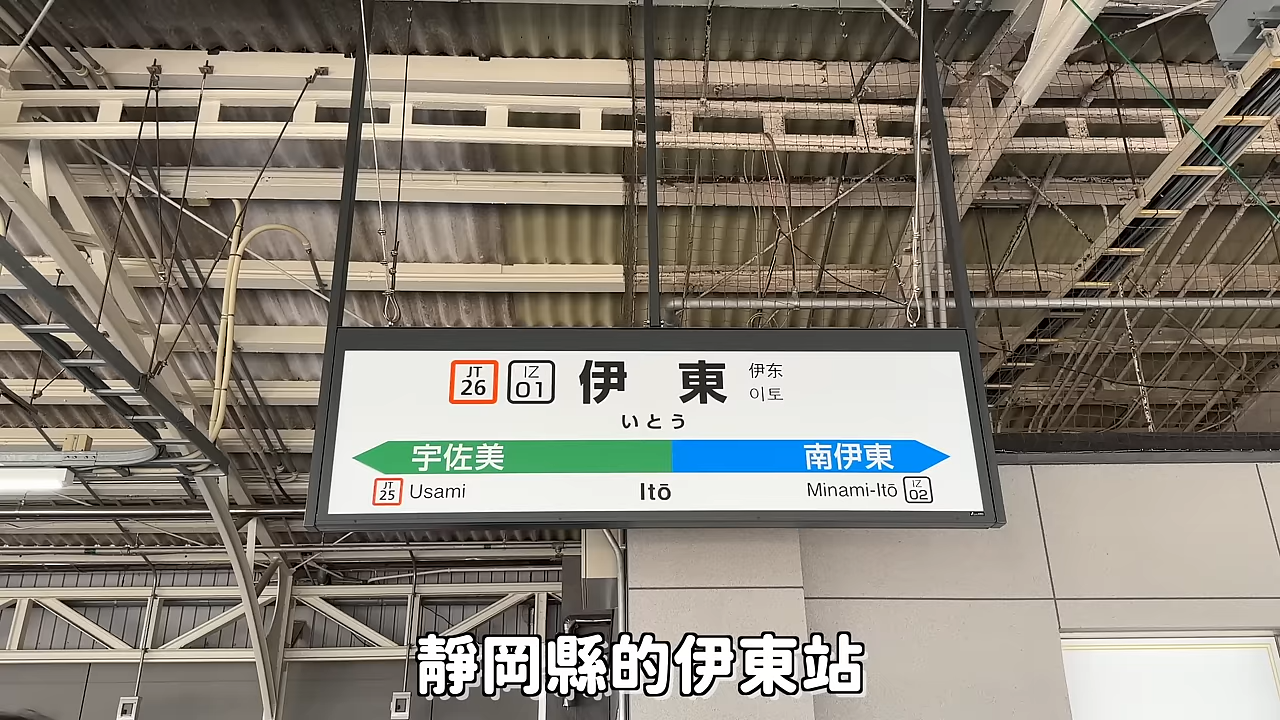 JT 26 IZ 01 伊東 伊东
이토
いとう
宇佐美 南伊東
JT 25 Usami Itō Minami-Itō IZ 02
靜岡縣的伊東站